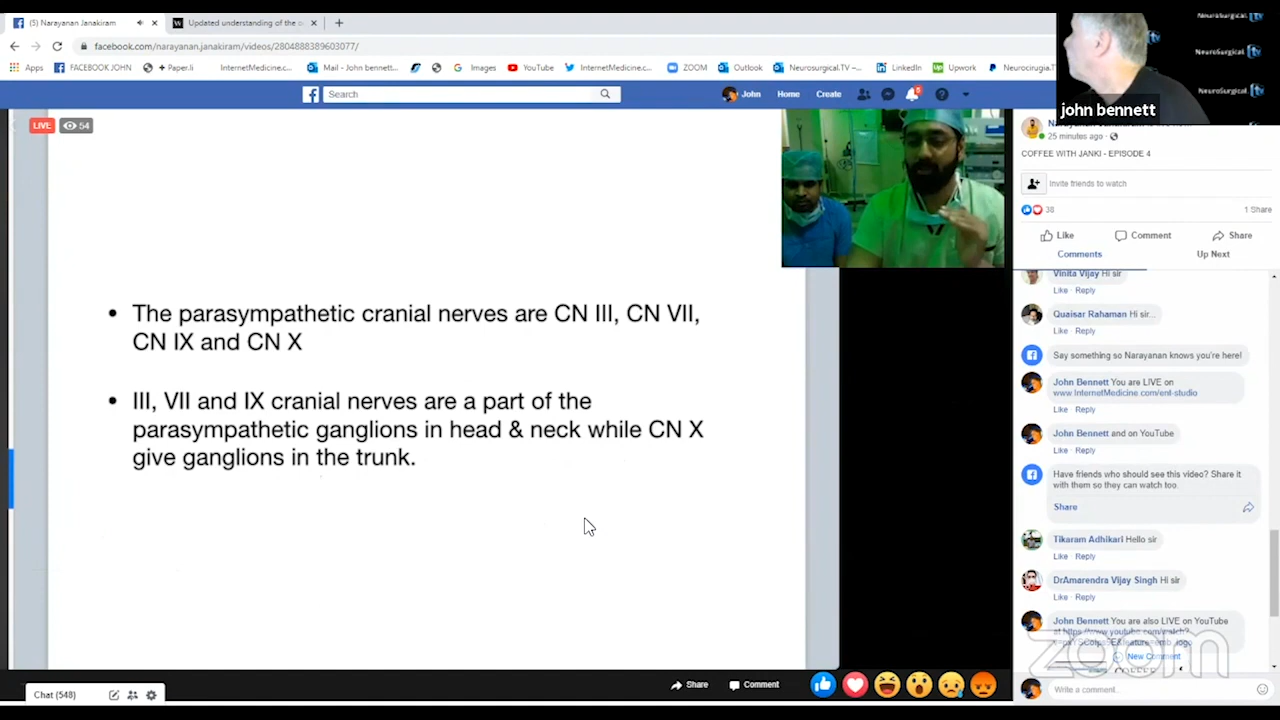 (5) Narayanan Janakiram
Updated understanding of the c
facebook.com/narayanan.janakiram/videos/2804888389603077/
Apps
FACEBOOK JOHN
+ Paper.li
InternetMedicine.c...
Mail - John bennett...
G
Images
YouTube
InternetMedicine.c...
ZOOM
Outlook
Neurosurgical.TV –...
LinkedIn
Upwork
Neurocirugia.T
NeuroSurgical tv
NeuroSurgical tv
NeuroSurgical tv
john bennett
Search
John
Home
Create
LIVE
54
25 minutes ago
COFFEE WITH JANKI - EPISODE 4
Invite friends to watch
38
1 Share
Like
Comment
Share
Comments
Up Next
Vinita Vijay Hi sir
Like · Reply
Quaisar Rahaman Hi sir...
Like · Reply
Say something so Narayanan knows you're here!
John Bennett You are LIVE on
www.InternetMedicine.com/ent-studio
Like · Reply
John Bennett and on YouTube
Like · Reply
Have friends who should see this video? Share it
with them so they can watch too.
Share
Tikaram Adhikari Hello sir
Like · Reply
DrAmarendra Vijay Singh Hi sir
Like · Reply
John Bennett You are also LIVE on YouTube
New Comment
zoom
Write a comment...
• The parasympathetic cranial nerves are CN III, CN VII,
CN IX and CN X
• III, VII and IX cranial nerves are a part of the
parasympathetic ganglions in head & neck while CN X
give ganglions in the trunk.
Chat (548)
Share
Comment